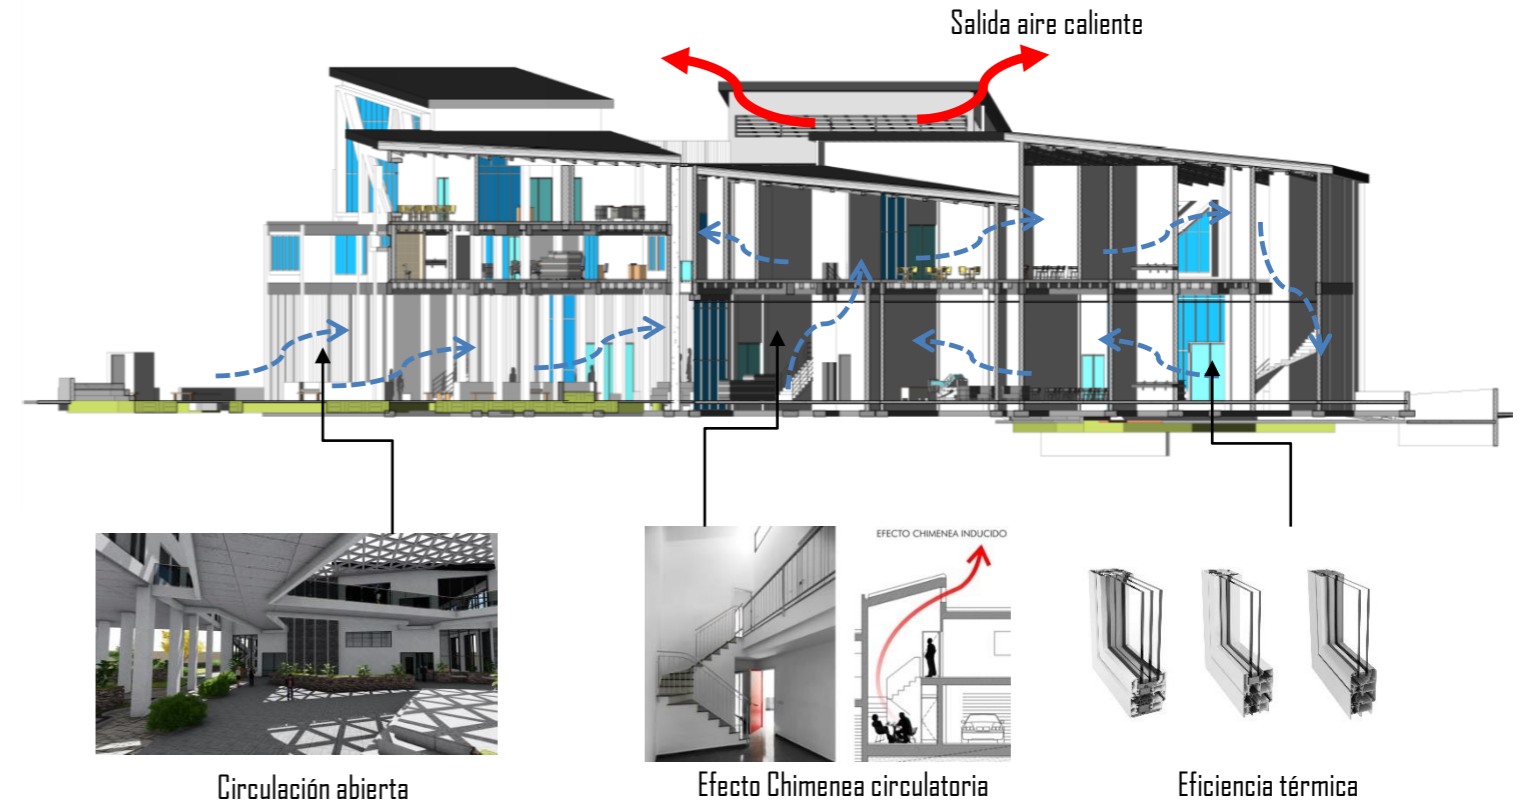 Salida aire caliente
EFECTO CHIMENEA INDUCIDO
Circulación abierta
Efecto Chimenea circulatoria
Eficiencia térmica